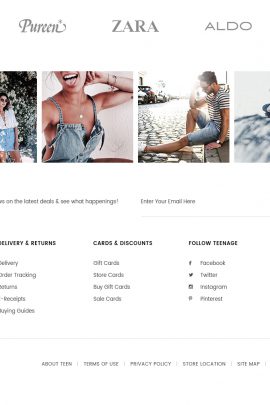 Pureen
ZARA
ALDO
ws on the latest deals & see what happenings!
Enter Your Email Here
DELIVERY & RETURNS
CARDS & DISCOUNTS
FOLLOW TEENAGE
Delivery
Gift Cards
Facebook
Order Tracking
Store Cards
Twitter
Returns
Buy Gift Cards
Instagram
E-Receipts
Sale Cards
Pinterest
Buying Guides
ABOUT TEEN | TERMS OF USE | PRIVACY POLICY | STORE LOCATION | SITE MAP |